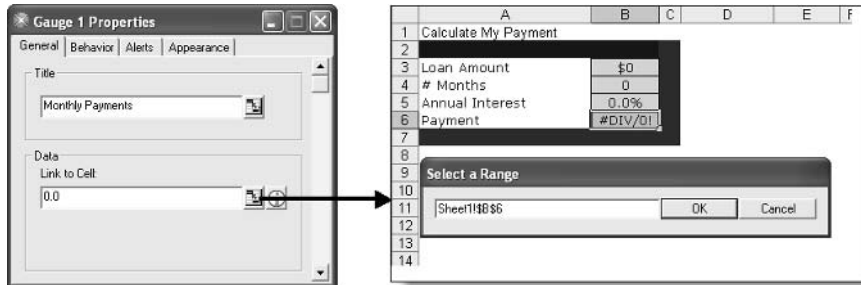 Gauge 1 Properties
General Behavior Alerts Appearance
Title
Monthly Payments
Data
Link to Cell:
0.0
A B C D E F
1 Calculate My Payment
2
3 Loan Amount $0
4 # Months 0
5 Annual Interest 0.0%
6 Payment #DIV/0!
7
8
9
10
11
12
13
14
Select a Range
Sheet1!$B$6 OK Cancel